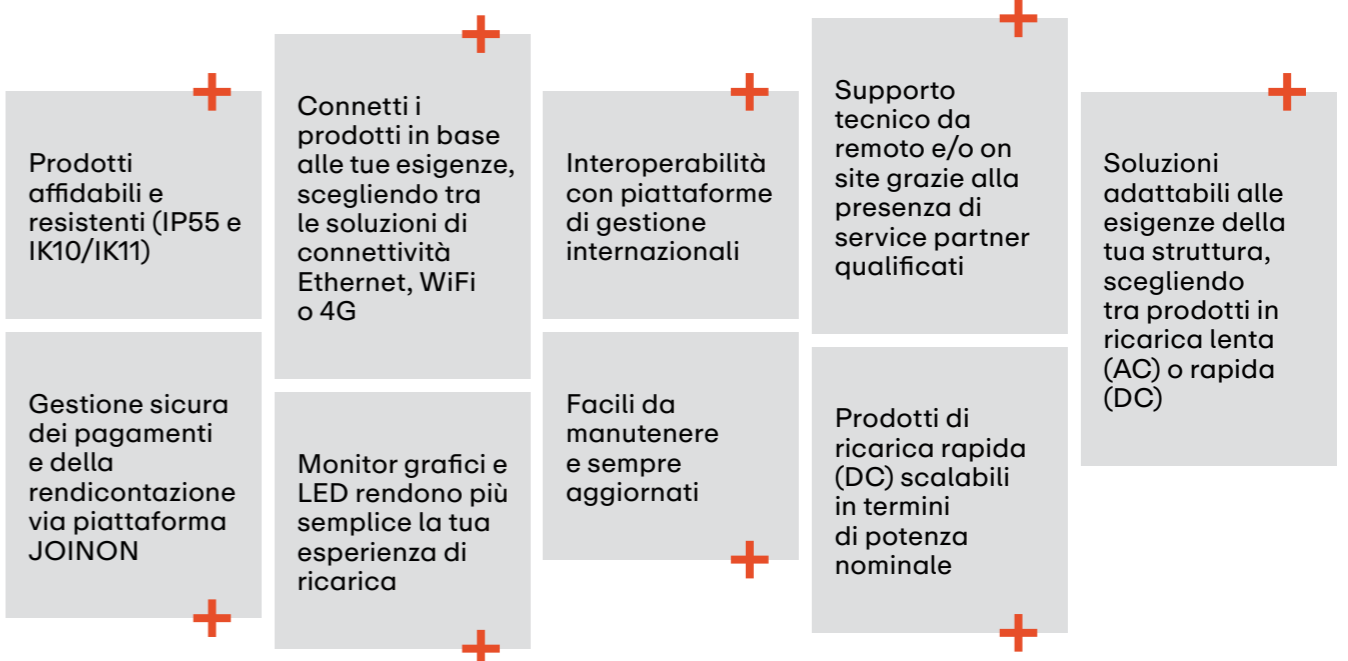 Prodotti
affidabili e
resistenti (IP55 e
IK10/IK11)
Gestione sicura
dei pagamenti
e della
rendicontazione
via piattaforma
JOINON
Connetti i
prodotti in base
alle tue esigenze,
scegliendo tra
le soluzioni di
connettività
Ethernet, WiFi
o 4G
Monitor grafici e
LED rendono più
semplice la tua
esperienza di
ricarica
Interoperabilità
con piattaforme
di gestione
internazionali
Facili da
manutenere
e sempre
aggiornati
Supporto
tecnico da
remoto e/o on
site grazie alla
presenza di
service partner
qualificati
Prodotti di
ricarica rapida
(DC) scalabili
in termini
di potenza
nominale
Soluzioni
adattabili alle
esigenze della
tua struttura,
scegliendo
tra prodotti in
ricarica lenta
(AC) o rapida
(DC)